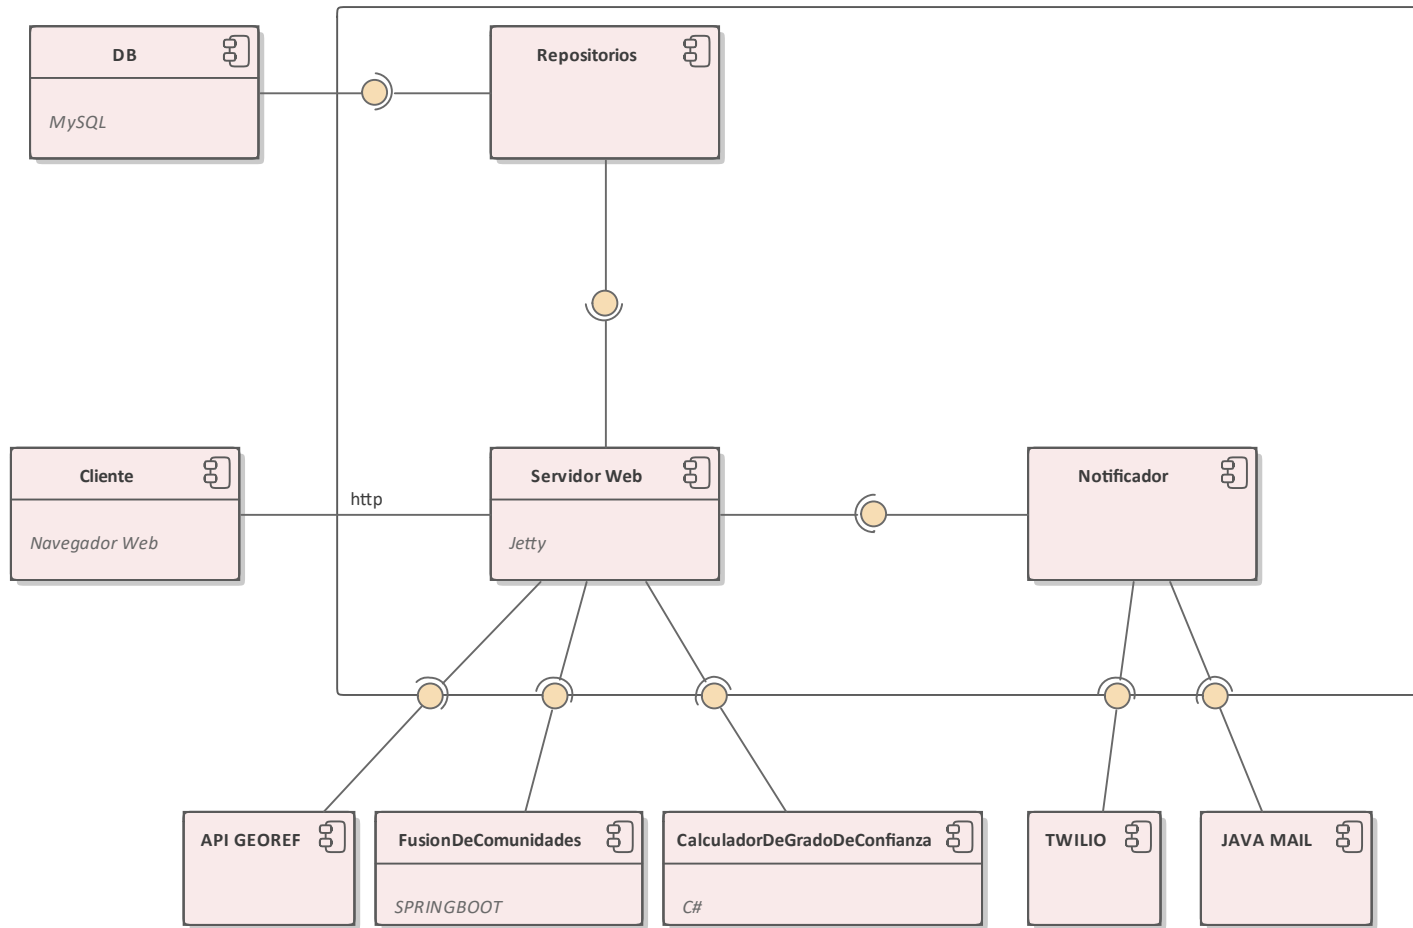 DB
MySQL
Repositorios
Cliente
Navegador Web
http
Servidor Web
Jetty
Notificador
API GEOREF
FusionDeComunidades
SPRINGBOOT
CalculadorDeGradoDeConfianza
C#
TWILIO
JAVA MAIL